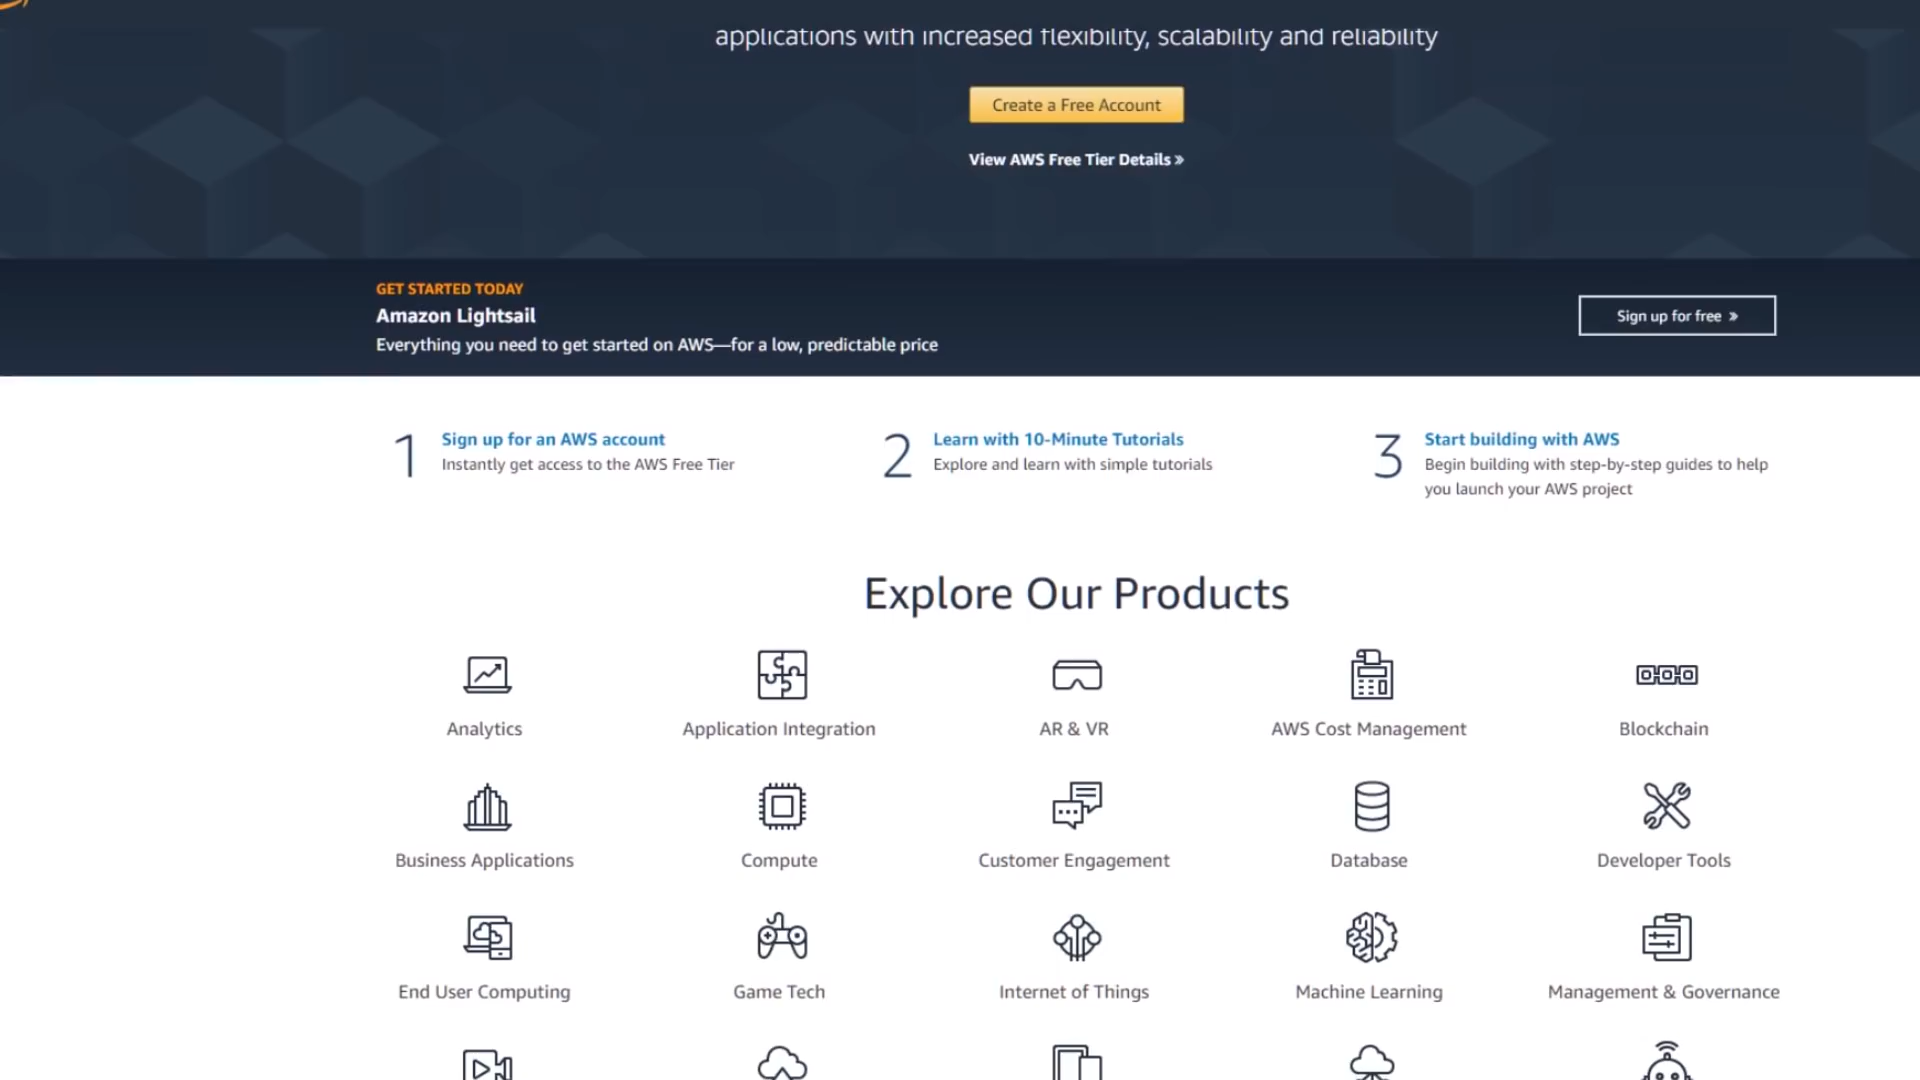 applications with increased flexibility, scalability and reliability
Create a Free Account
View AWS Free Tier Details »
GET STARTED TODAY
Amazon Lightsail
Everything you need to get started on AWS—for a low, predictable price
Sign up for free »
1
Sign up for an AWS account
Instantly get access to the AWS Free Tier
2
Learn with 10-Minute Tutorials
Explore and learn with simple tutorials
3
Start building with AWS
Begin building with step-by-step guides to help
you launch your AWS project
Explore Our Products
Analytics
Application Integration
AR & VR
AWS Cost Management
Blockchain
Business Applications
Compute
Customer Engagement
Database
Developer Tools
End User Computing
Game Tech
Internet of Things
Machine Learning
Management & Governance